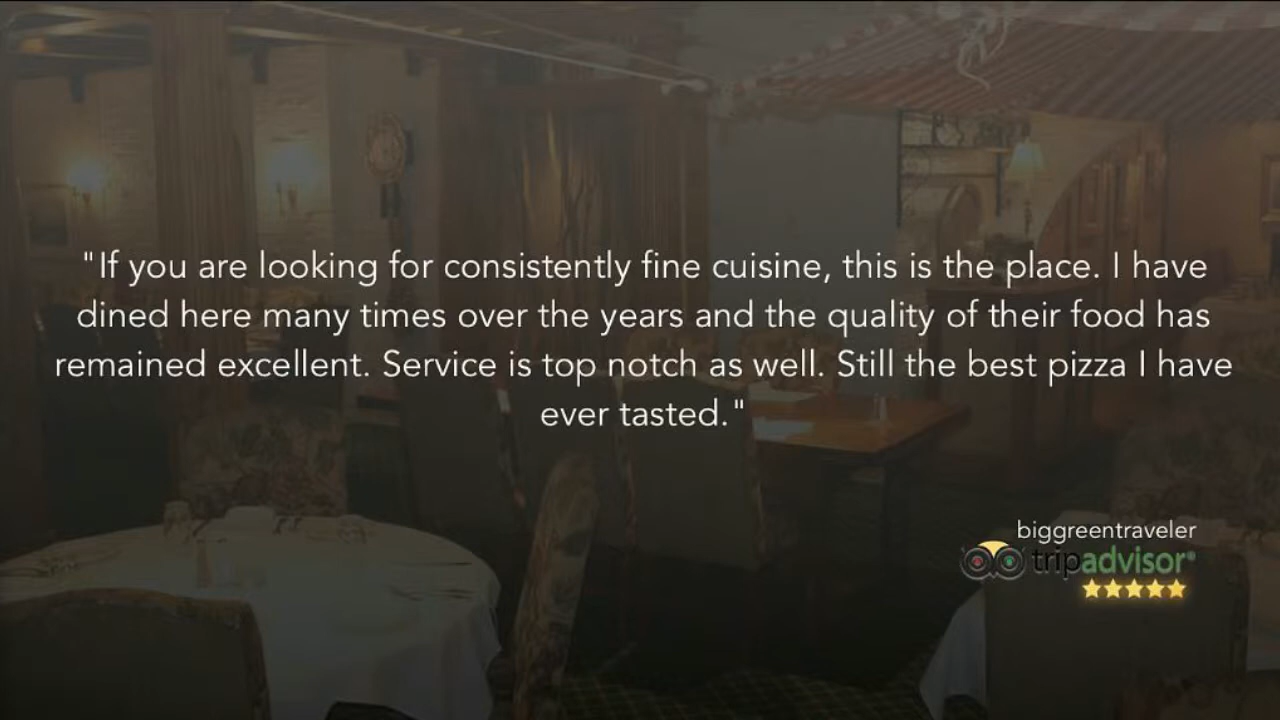 "If you are looking for consistently fine cuisine, this is the place. I have
dined here many times over the years and the quality of their food has
remained excellent. Service is top notch as well. Still the best pizza I have
ever tasted."
biggreentraveler
tripadvisor®